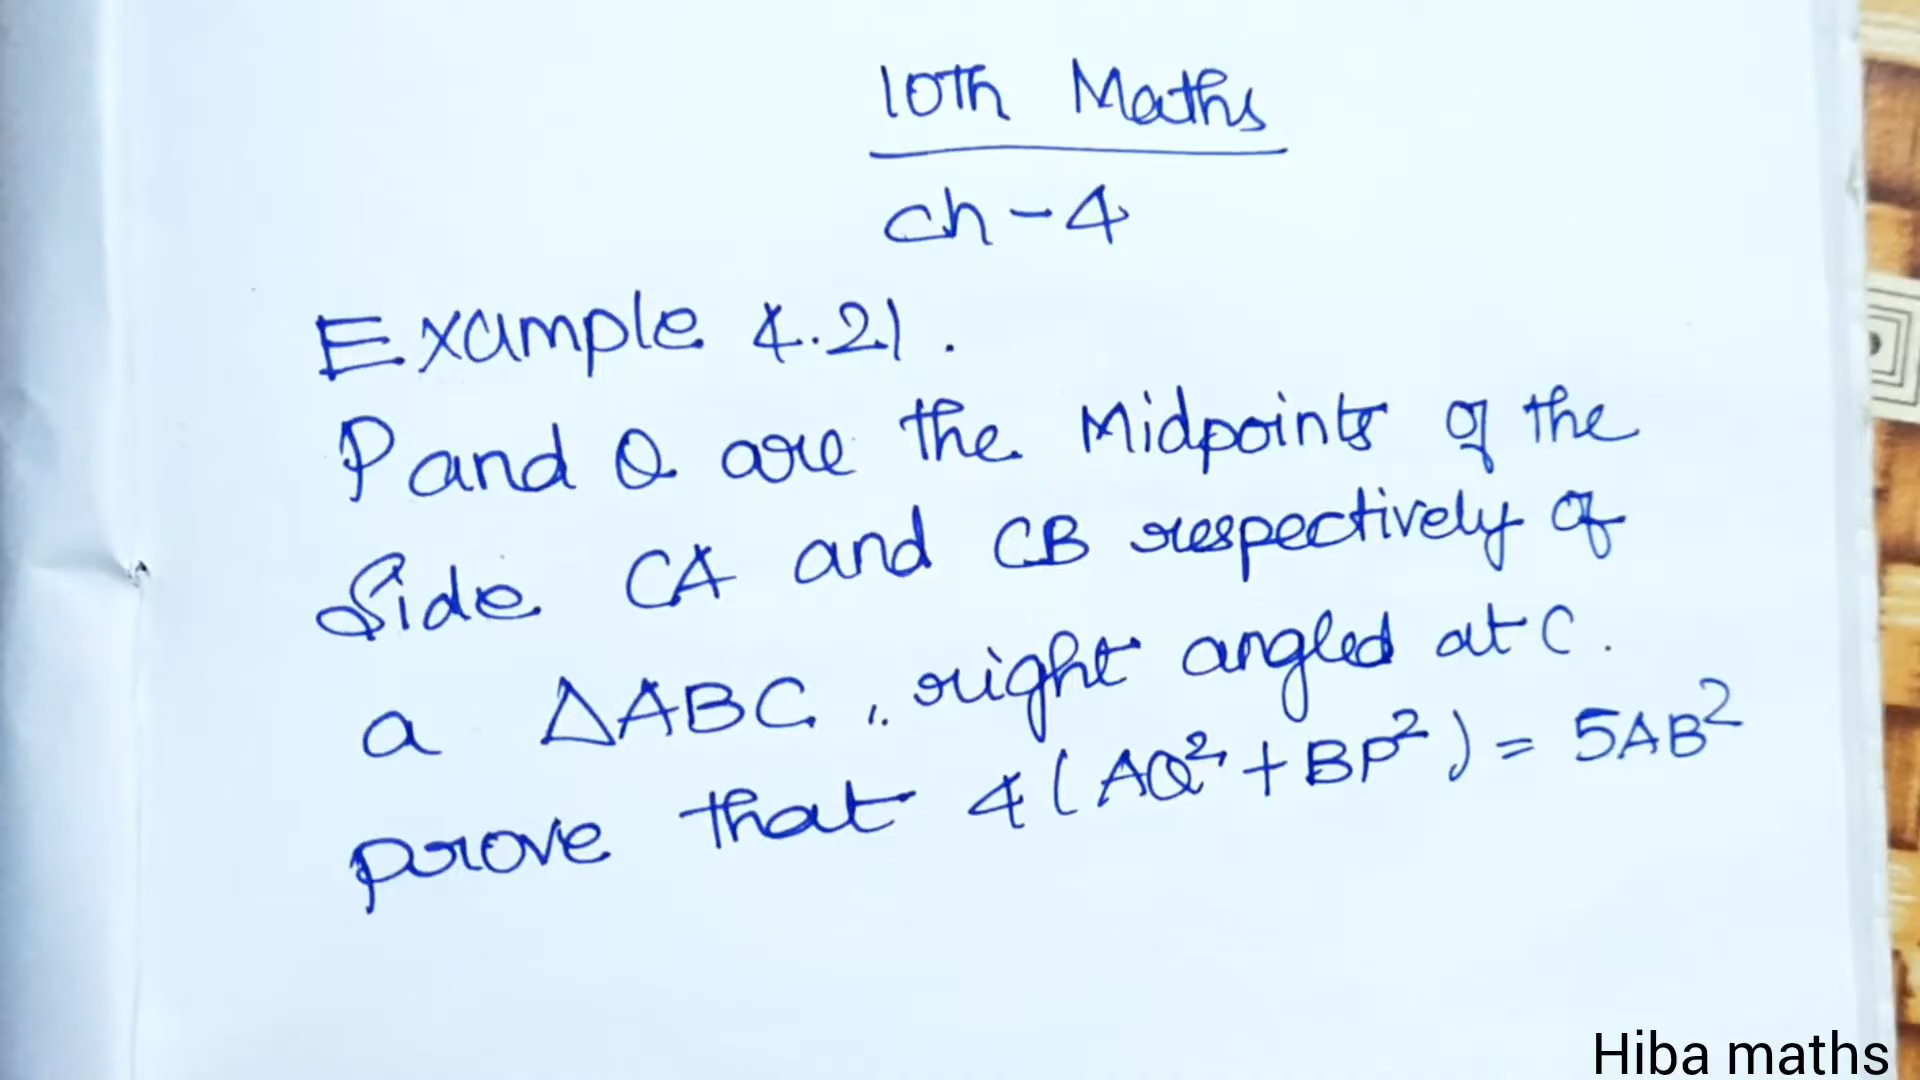 10th Maths
ch-4
Example 4.21.
P and Q are the Midpoints of the
Side CA and CB respectively of
a △ABC, right angled at C.
prove that 4(AQ²+BP²) = 5AB²
Hiba maths